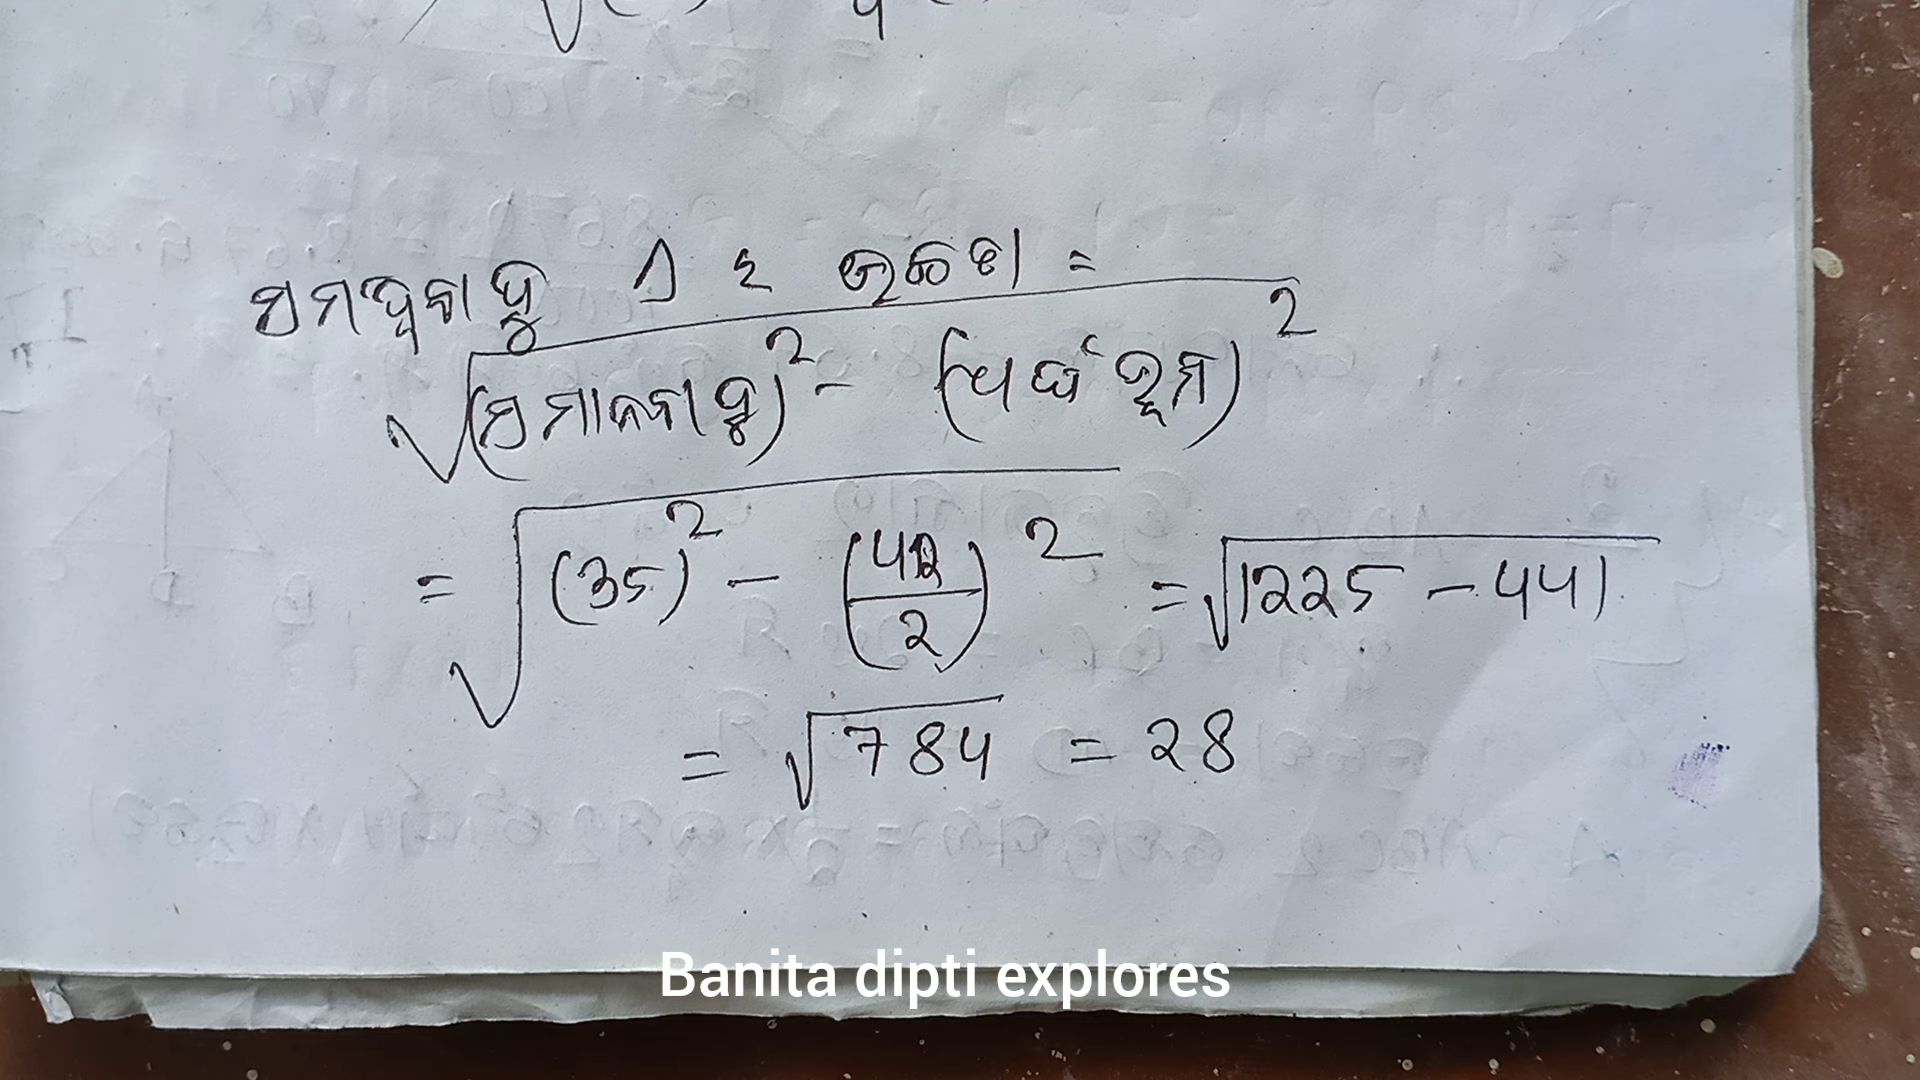 ସମଦ୍ୱିବାହୁ Δ ର ଉଚ୍ଚତା =
√(ସମାନବାହୁ)² - (ଅର୍ଦ୍ଧ ଭୂମି)²
= √(35)² - (42/2)² = √1225 - 441
= √784 = 28
Banita dipti explores